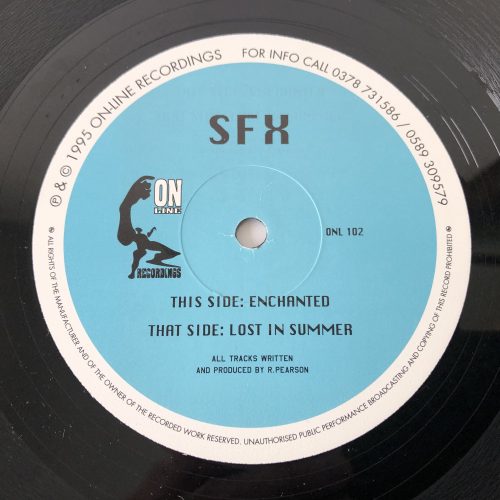 ℗ & © 1995 ON-LINE RECORDINGS FOR INFO CALL 0378 731586 / 0589 309579
SFX
ON
LINE
RECORDINGS
ONL 102
THIS SIDE: ENCHANTED
THAT SIDE: LOST IN SUMMER
ALL TRACKS WRITTEN
AND PRODUCED BY R.PEARSON
ALL RIGHTS OF THE MANUFACTURER AND OF THE OWNER OF THE RECORDED WORK RESERVED. UNAUTHORISED PUBLIC PERFORMANCE BROADCASTING AND COPYING OF THIS RECORD PROHIBITED